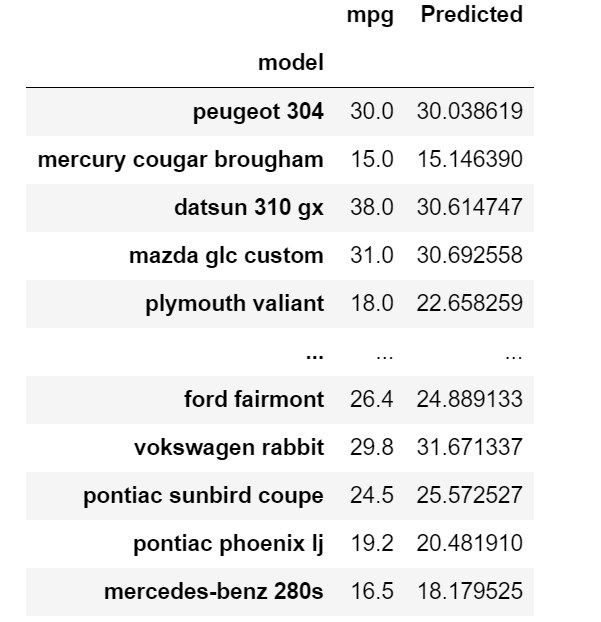 mpg Predicted
model
peugeot 304 30.0 30.038619
mercury cougar brougham 15.0 15.146390
datsun 310 gx 38.0 30.614747
mazda glc custom 31.0 30.692558
plymouth valiant 18.0 22.658259
... ... ...
ford fairmont 26.4 24.889133
vokswagen rabbit 29.8 31.671337
pontiac sunbird coupe 24.5 25.572527
pontiac phoenix lj 19.2 20.481910
mercedes-benz 280s 16.5 18.179525